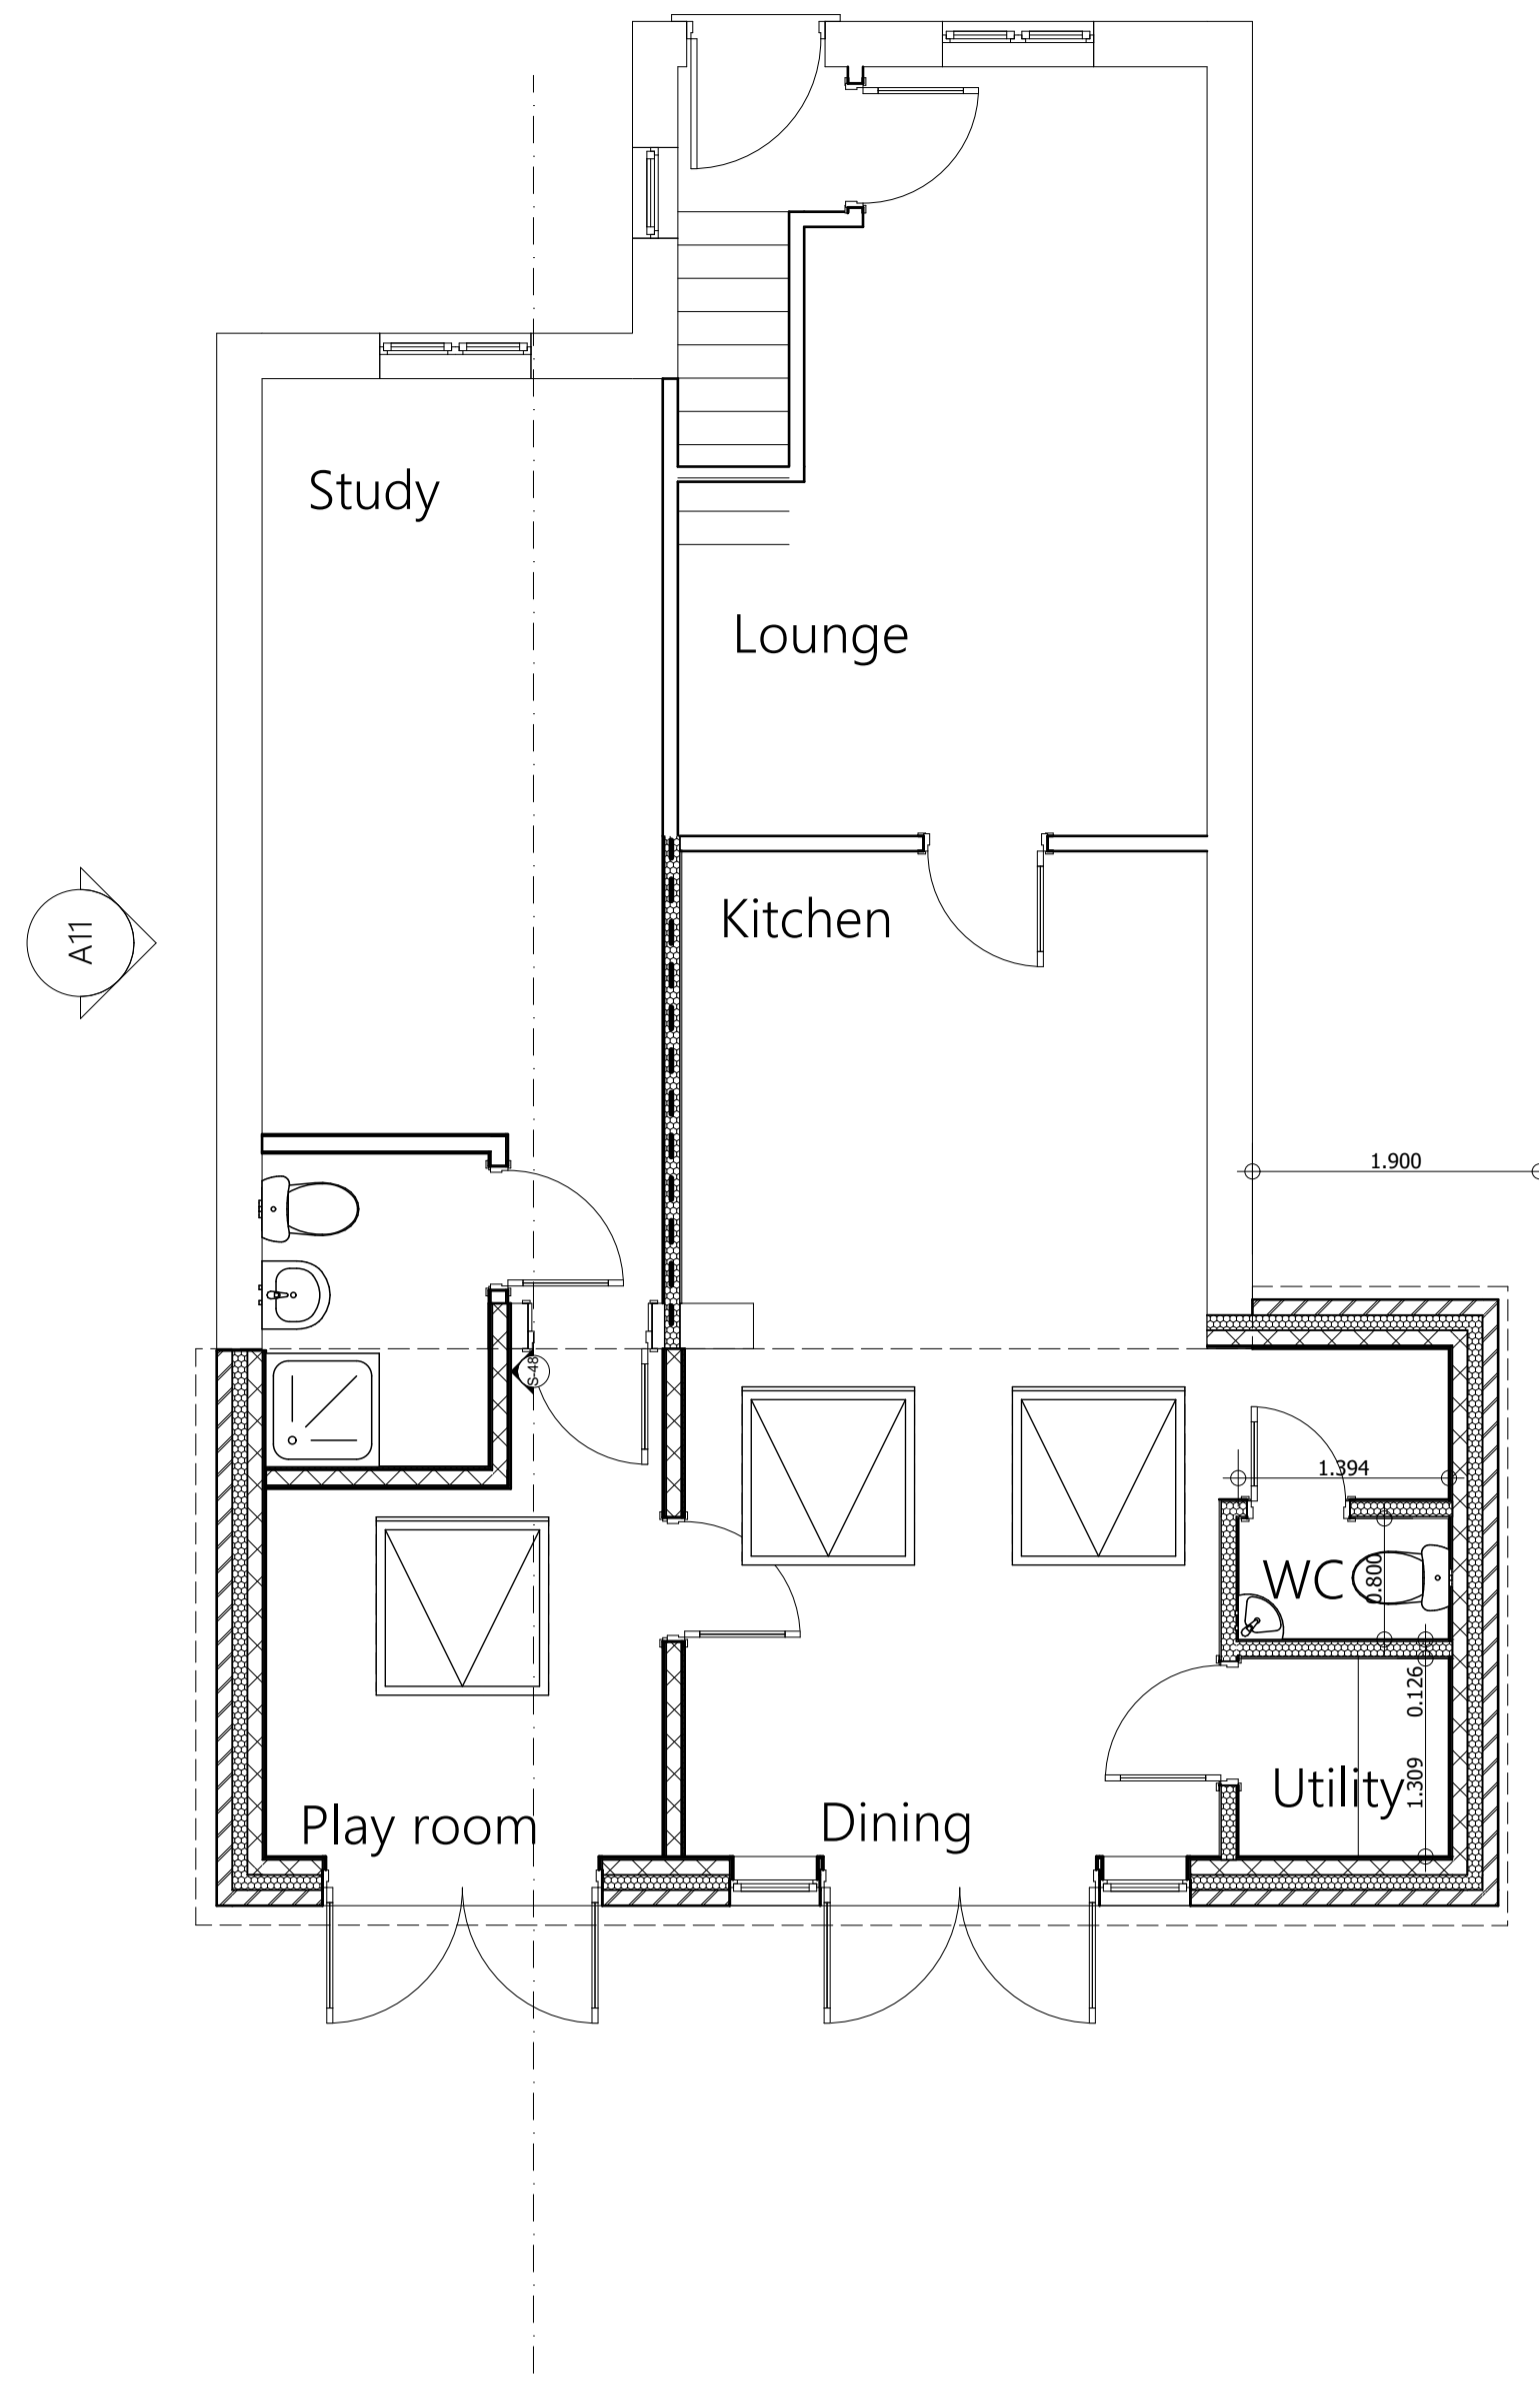 Study
Lounge
A11
Kitchen
1.900
S-48
1.394
WC
0.800
0.126
Utility
1.309
Play room
Dining